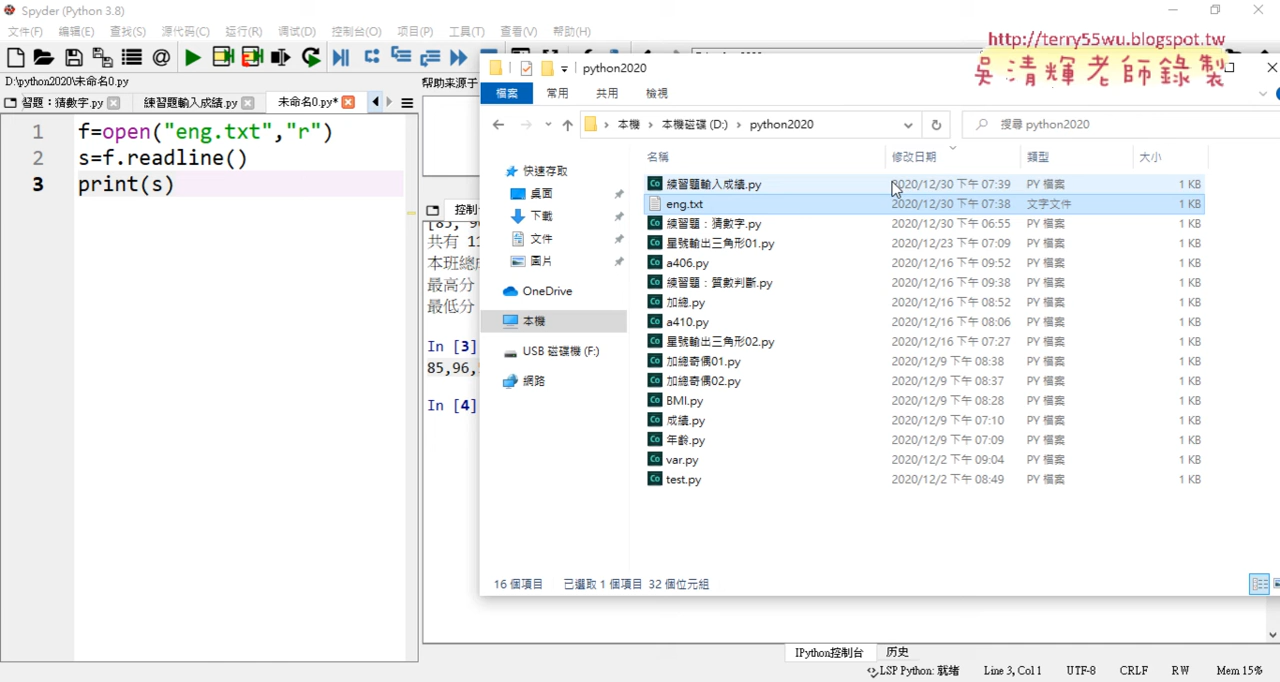 Spyder (Python 3.8)
文件(F) 编辑(E) 查找(S) 源代码(C) 运行(R) 调试(D) 控制台(O) 项目(P) 工具(T) 查看(V) 帮助(H)
http://terry55wu.blogspot.tw
吳清輝老師錄製
D:\python2020\未命名0.py
習題：猜數字.py 練習題輸入成績.py 未命名0.py*
帮助来源于
1 f=open("eng.txt","r")
2 s=f.readline()
3 print(s)
控制
共有 11
最高分
最低分
In [3]
85,96,
In [4]
python2020
檔案 常用 共用 檢視
本機 本機磁碟 (D:) python2020
搜尋 python2020
名稱 修改日期 類型 大小
快速存取
桌面
下載
文件
圖片
OneDrive
本機
USB 磁碟機 (F:)
網路
練習題輸入成績.py 2020/12/30 下午 07:39 PY 檔案 1 KB
eng.txt 2020/12/30 下午 07:38 文字文件 1 KB
練習題：猜數字.py 2020/12/30 下午 06:55 PY 檔案 1 KB
星號輸出三角形01.py 2020/12/23 下午 07:09 PY 檔案 1 KB
a406.py 2020/12/16 下午 09:52 PY 檔案 1 KB
練習題：質數判斷.py 2020/12/16 下午 09:38 PY 檔案 1 KB
加總.py 2020/12/16 下午 08:52 PY 檔案 1 KB
a410.py 2020/12/16 下午 08:06 PY 檔案 1 KB
星號輸出三角形02.py 2020/12/16 下午 07:27 PY 檔案 1 KB
加總奇偶01.py 2020/12/9 下午 08:38 PY 檔案 1 KB
加總奇偶02.py 2020/12/9 下午 08:37 PY 檔案 1 KB
BMI.py 2020/12/9 下午 08:28 PY 檔案 1 KB
成績.py 2020/12/9 下午 07:10 PY 檔案 1 KB
年齡.py 2020/12/9 下午 07:09 PY 檔案 1 KB
var.py 2020/12/2 下午 09:04 PY 檔案 1 KB
test.py 2020/12/2 下午 08:49 PY 檔案 1 KB
16 個項目 已選取 1 個項目 32 個位元組
IPython控制台 历史
LSP Python: 就绪 Line 3, Col 1 UTF-8 CRLF RW Mem 15%